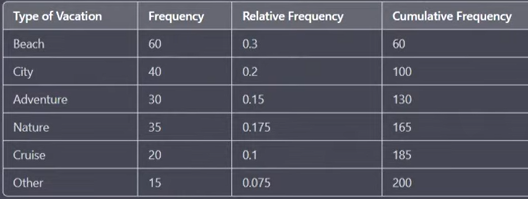 Type of Vacation Frequency Relative Frequency Cumulative Frequency
Beach 60 0.3 60
City 40 0.2 100
Adventure 30 0.15 130
Nature 35 0.175 165
Cruise 20 0.1 185
Other 15 0.075 200